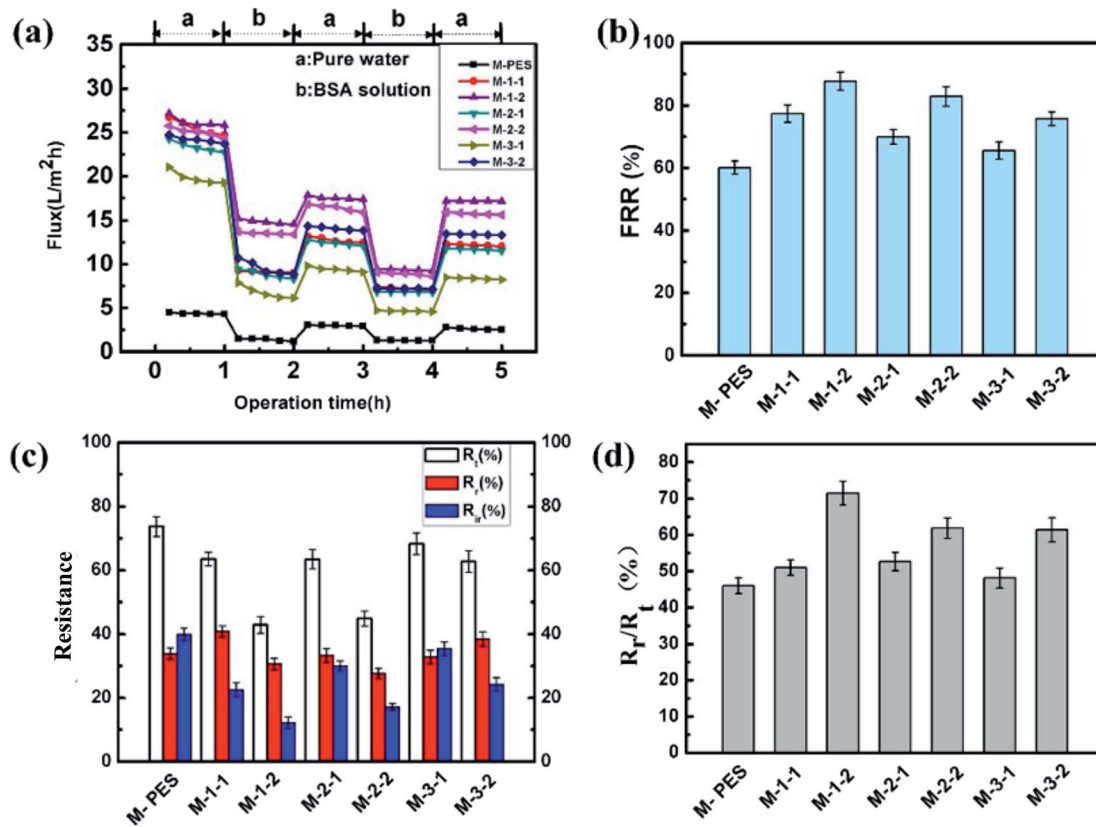 (a)
a b a b a
35
30
25
20
15
10
5
0
Flux(L/m²h)
a:Pure water
b:BSA solution
M-PES
M-1-1
M-1-2
M-2-1
M-2-2
M-3-1
M-3-2
0 1 2 3 4 5
Operation time(h)
(b)
100
80
60
40
20
0
FRR (%)
M- PES M-1-1 M-1-2 M-2-1 M-2-2 M-3-1 M-3-2
(c)
100
80
60
40
20
0
Resistance
Rt(%)
Rr(%)
Rir(%)
100
80
60
40
20
0
M- PES M-1-1 M-1-2 M-2-1 M-2-2 M-3-1 M-3-2
(d)
80
70
60
50
40
30
20
10
0
Rr/Rt (%)
M- PES M-1-1 M-1-2 M-2-1 M-2-2 M-3-1 M-3-2